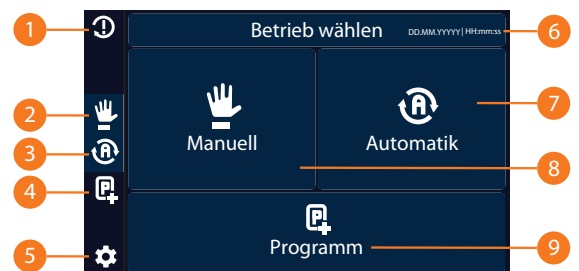 1
Betrieb wählen DD.MM.YYYYY| HH:mm:ss
6
2
7
A
Manuell
Automatik
3
A
8
4
P
P
5
Programm
9